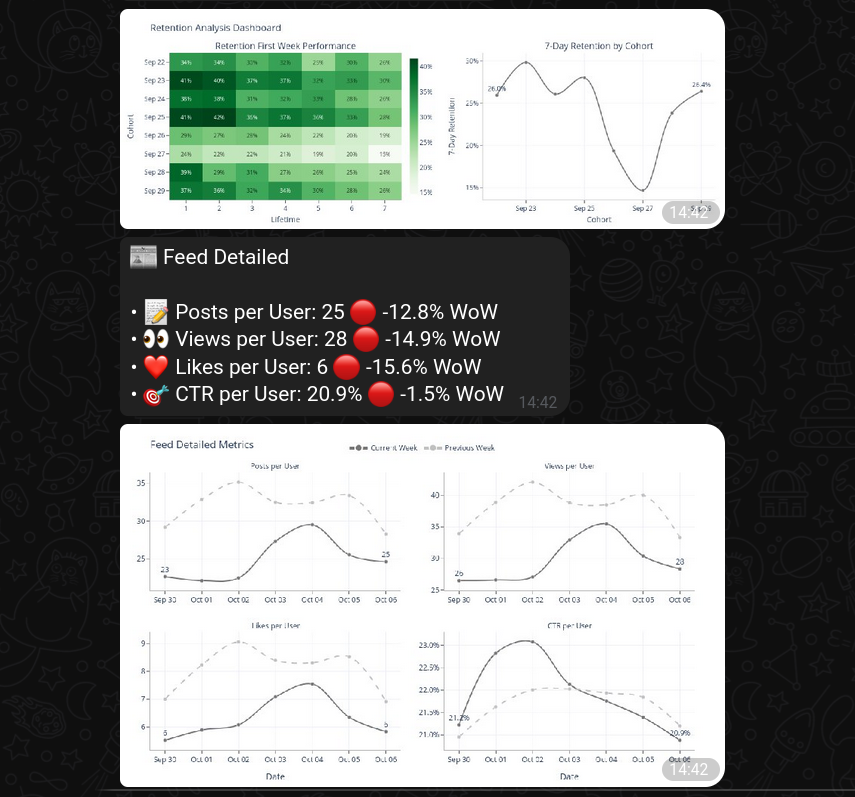 Retention Analysis Dashboard
Retention First Week Performance
Cohort
Sep 22 34% 34% 30% 32% 25% 30% 26%
Sep 23 41% 40% 37% 37% 33% 30%
Sep 24 38% 38% 31% 32% 33% 28% 26%
Sep 25 41% 42% 37% 36% 33% 28%
Sep 26 29% 27% 24% 22% 20% 19%
Sep 27 24% 22% 22% 21% 19% 20% 15%
Sep 28 39% 29% 31% 27% 26% 25% 24%
Sep 29 37% 36% 32% 34% 30% 28% 26%
1 2 3 4 5 6 7
Lifetime
40%
35%
30%
25%
20%
15%
7-Day Retention by Cohort
7-Day Retention
30%
25%
20%
15%
26.0%
26.4%
Sep 23 Sep 25 Sep 27
Cohort
14:42
Feed Detailed
• Posts per User: 25 -12.8% WoW
• Views per User: 28 -14.9% WoW
• Likes per User: 6 -15.6% WoW
• CTR per User: 20.9% -1.5% WoW
14:42
Feed Detailed Metrics
Current Week Previous Week
Posts per User
35
30
25
23
25
Sep 30 Oct 01 Oct 02 Oct 03 Oct 04 Oct 05 Oct 06
Views per User
40
35
30
25
26
28
Sep 30 Oct 01 Oct 02 Oct 03 Oct 04 Oct 05 Oct 06
Likes per User
9
8
7
6
6
Sep 30 Oct 01 Oct 02 Oct 03 Oct 04 Oct 05 Oct 06
Date
CTR per User
23.0%
22.5%
22.0%
21.5%
21.0%
21.2%
20.9%
Sep 30 Oct 01 Oct 02 Oct 03 Oct 04 Oct 05 Oct 06
Date
14:42